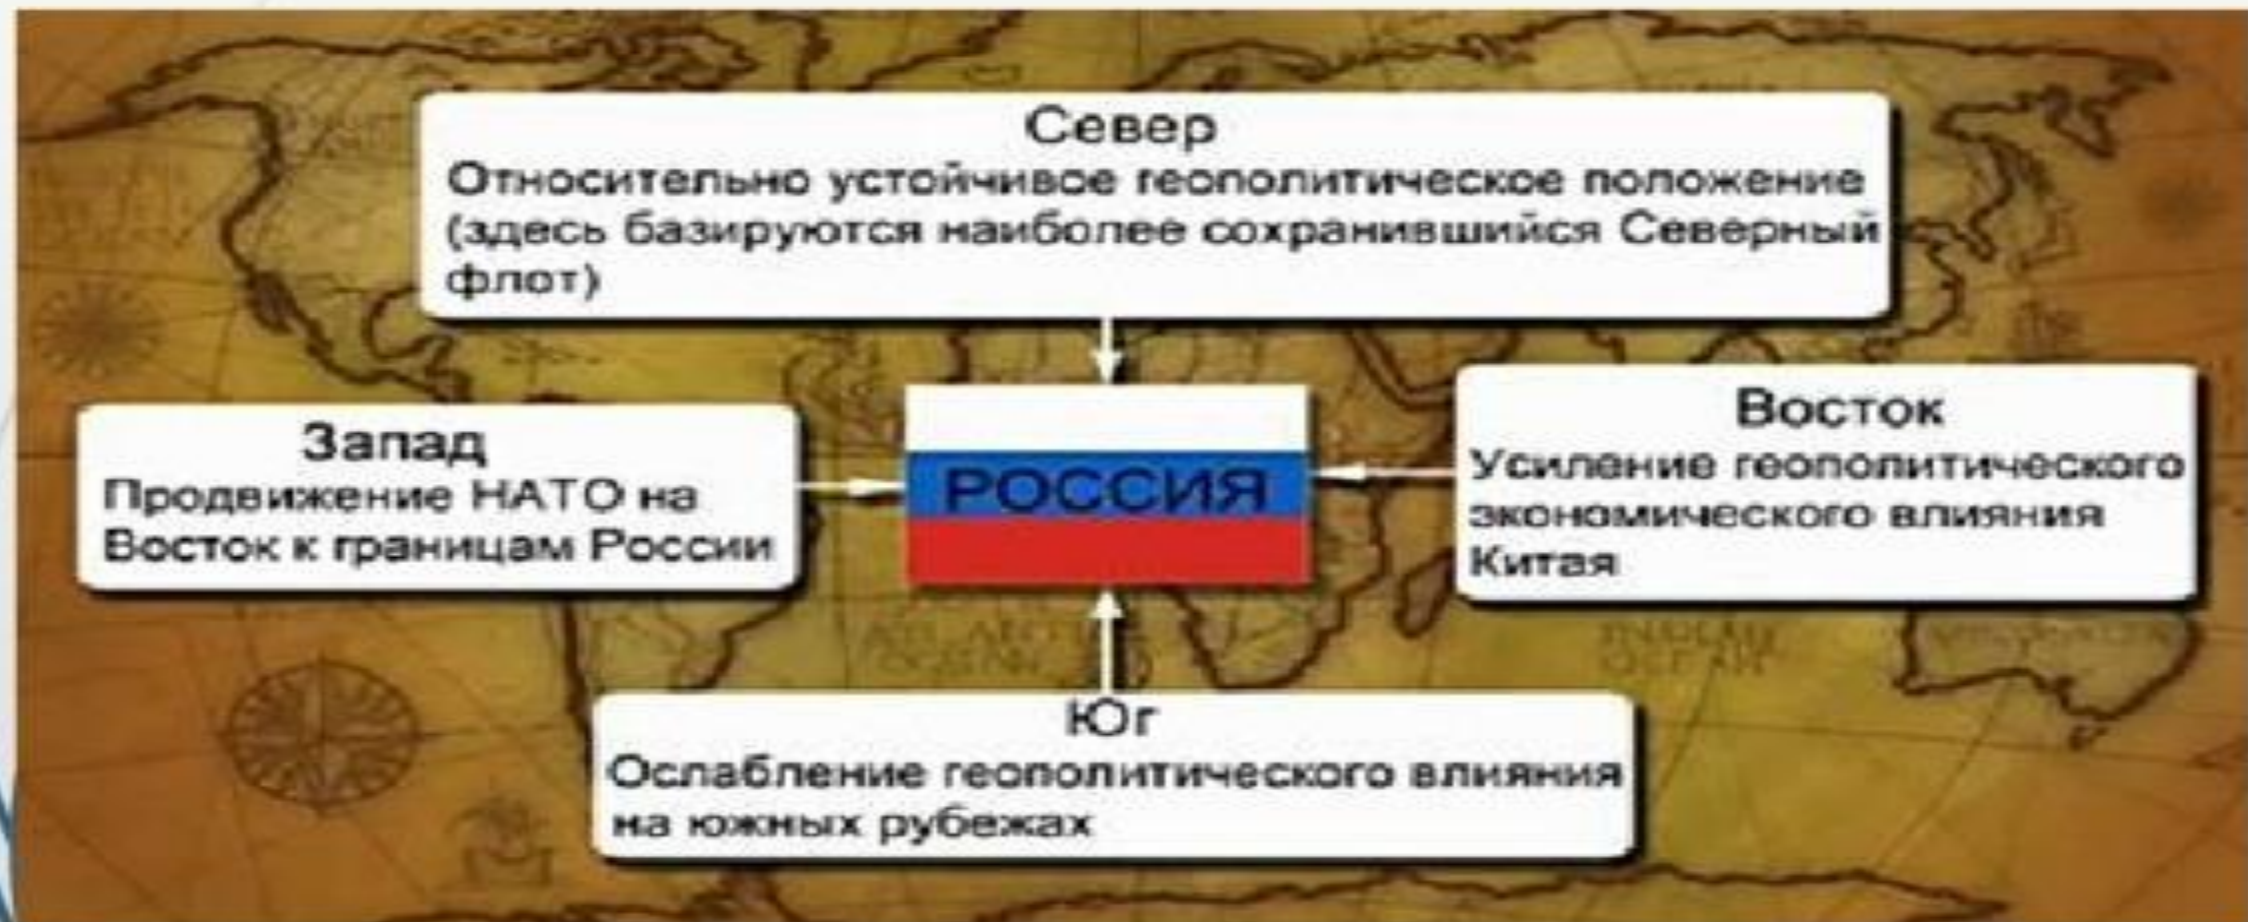 Север
Относительно устойчивое геополитическое положение
(здесь базируются наиболее сохранившийся Северный
флот)
Запад
Продвижение НАТО на
Восток к границам России
РОССИЯ
Восток
Усиление геополитического
экономического влияния
Китая
Юг
Ослабление геополитического влияния
на южных рубежах